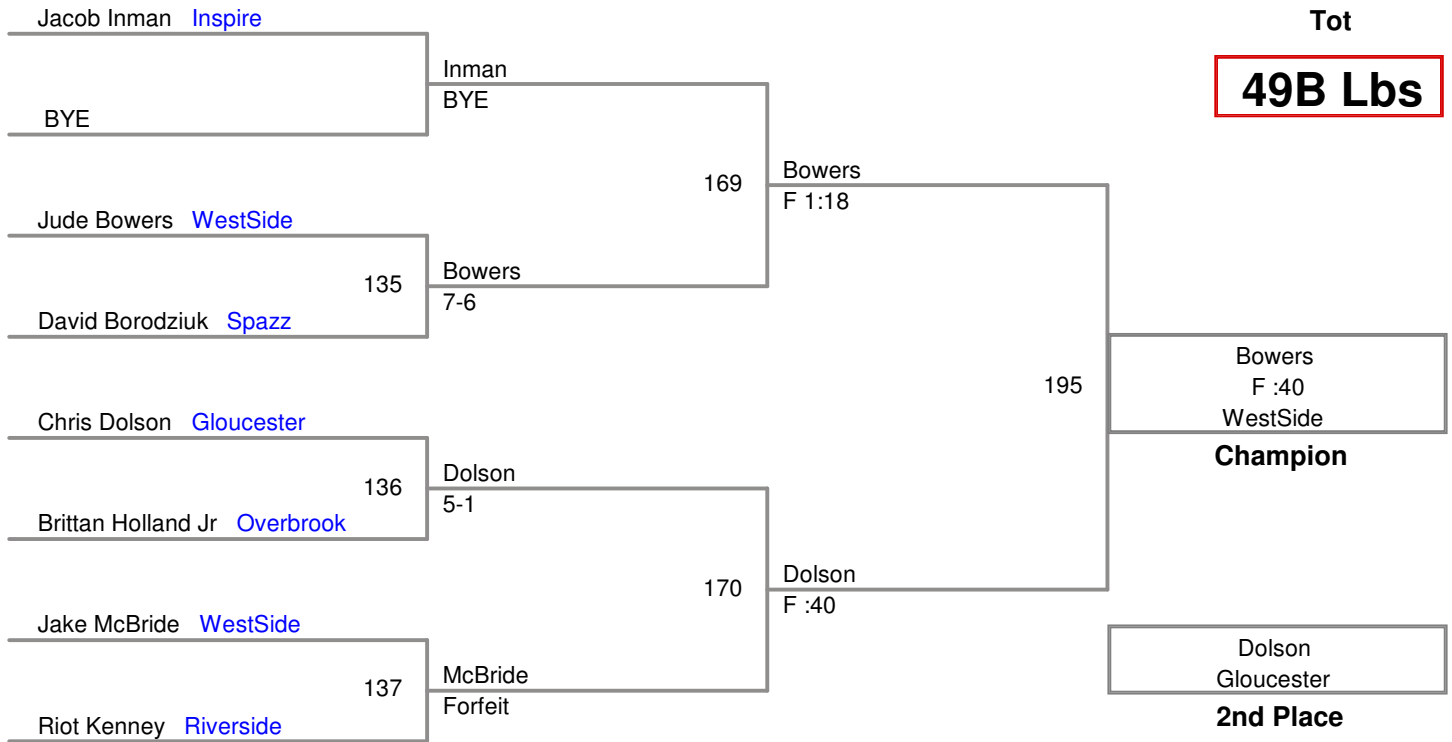 Jacob Inman Inspire
Tot
Inman
49B Lbs
BYE
BYE
169
Bowers
F 1:18
Jude Bowers WestSide
135
Bowers
7-6
David Borodziuk Spazz
195
Bowers
F :40
WestSide
Champion
Chris Dolson Gloucester
136
Dolson
5-1
Brittan Holland Jr Overbrook
170
Dolson
F :40
Jake McBride WestSide
137
McBride
Forfeit
Riot Kenney Riverside
Dolson
Gloucester
2nd Place